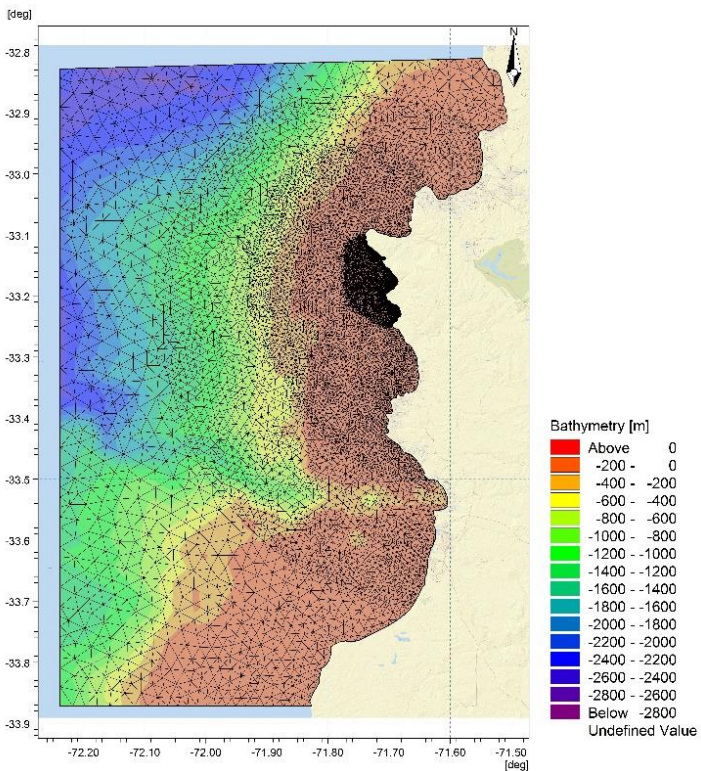 [deg]
N
-32.8
-32.9
-33.0
-33.1
-33.2
-33.3
-33.4
-33.5
-33.6
-33.7
-33.8
-33.9
-72.20 -72.10 -72.00 -71.90 -71.80 -71.70 -71.60 -71.50
[deg]
Bathymetry [m]
Above 0
-200 - 0
-400 - -200
-600 - -400
-800 - -600
-1000 - -800
-1200 - -1000
-1400 - -1200
-1600 - -1400
-1800 - -1600
-2000 - -1800
-2200 - -2000
-2400 - -2200
-2600 - -2400
-2800 - -2600
Below -2800
Undefined Value